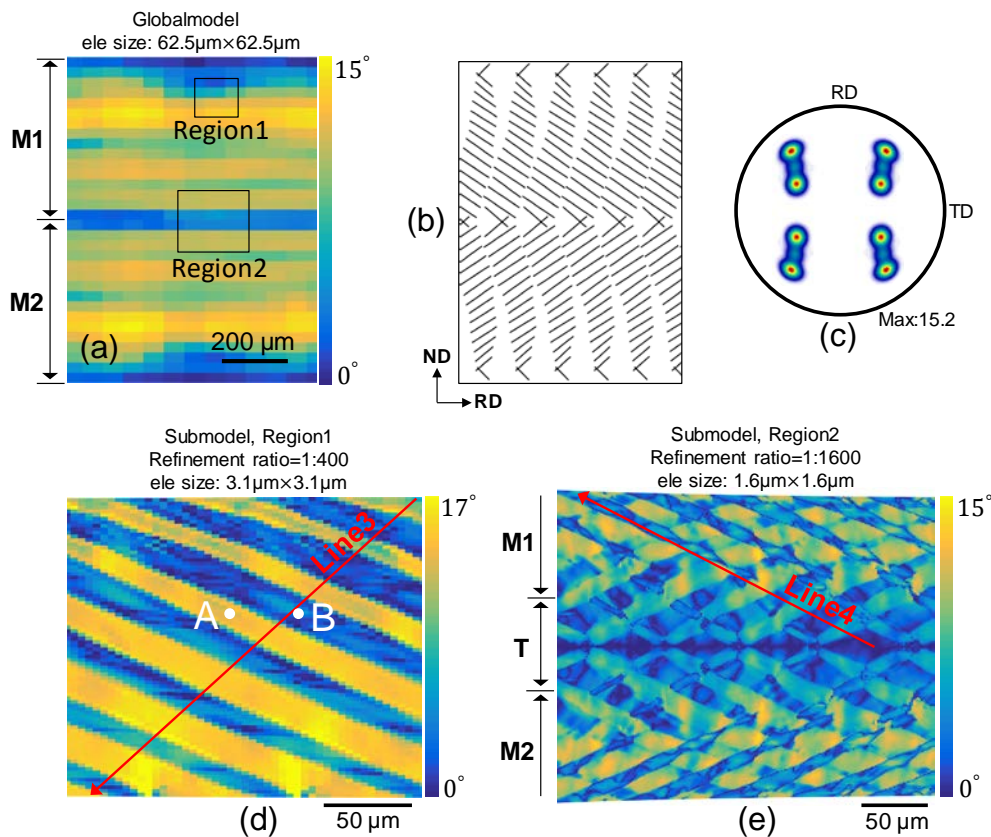 Globalmodel
ele size: 62.5µm×62.5µm
15°
M1
Region1
Region2
M2
(a)
200 µm
0°
(b)
ND
RD
RD
TD
(c)
Max:15.2
Submodel, Region1
Refinement ratio=1:400
ele size: 3.1µm×3.1µm
17°
Line3
A
B
0°
(d)
50 µm
Submodel, Region2
Refinement ratio=1:1600
ele size: 1.6µm×1.6µm
15°
M1
Line4
T
M2
0°
(e)
50 µm